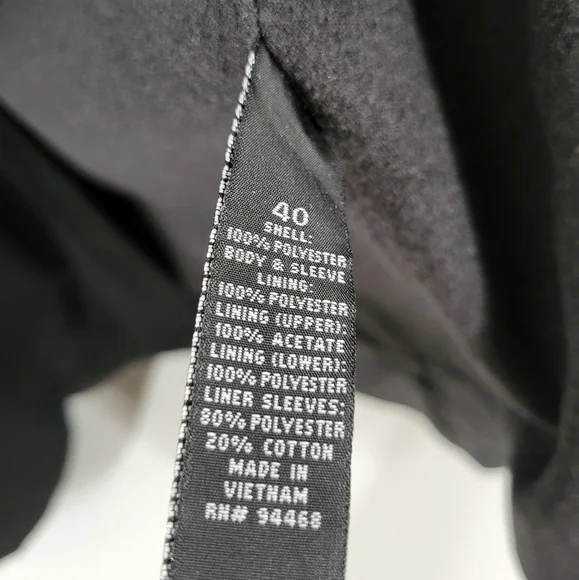 40
SHELL:
100% POLYESTER
BODY & SLEEVE
LINING:
100% POLYESTER
LINING (UPPER):
100% ACETATE
LINING (LOWER):
100% POLYESTER
LINER SLEEVES:
80% POLYESTER
20% COTTON
MADE IN
VIETNAM
RN# 94468